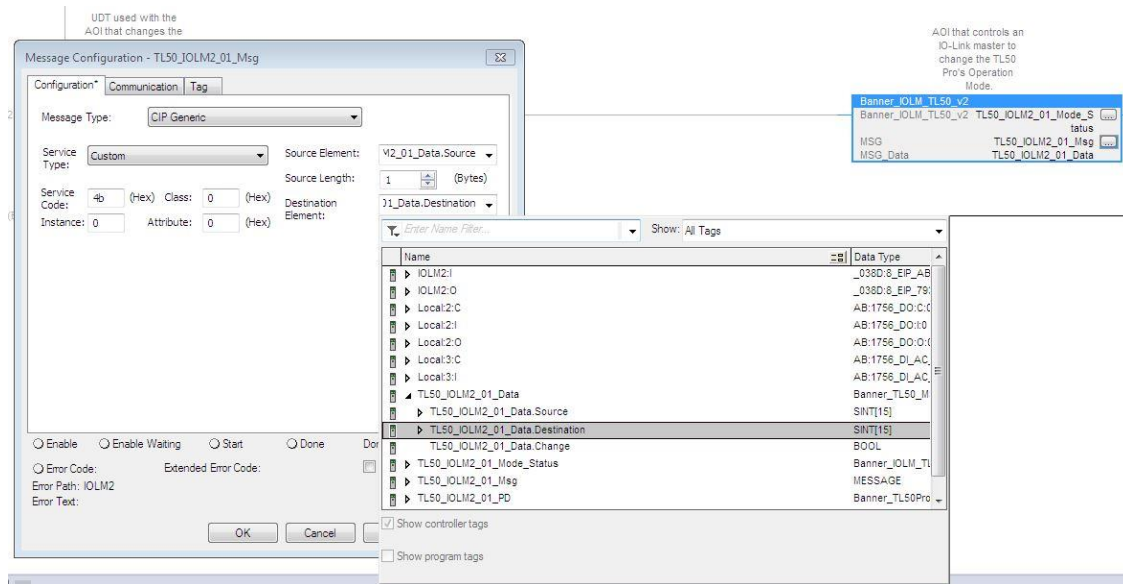 UDT used with the
AOI that changes the
Message Configuration - TL50_IOLM2_01_Msg
Configuration* Communication Tag
Message Type: CIP Generic
Service Type: Custom
Source Element: M2_01_Data.Source
Source Length: 1 (Bytes)
Service Code: 4b (Hex) Class: 0 (Hex)
Destination Element: 01_Data.Destination
Instance: 0 Attribute: 0 (Hex)
Enter Name Filter... Show: All Tags
Name Data Type
IOLM2:I _038D:8_EIP_AB
IOLM2:O _038D:8_EIP_79
Local:2:C AB:1756_DO:C:0
Local:2:I AB:1756_DO:I:0
Local:2:O AB:1756_DO:O:0
Local:3:C AB:1756_DI_AC_
Local:3:I AB:1756_DI_AC_
TL50_IOLM2_01_Data Banner_TL50_M
TL50_IOLM2_01_Data.Source SINT[15]
TL50_IOLM2_01_Data.Destination SINT[15]
TL50_IOLM2_01_Data.Change BOOL
TL50_IOLM2_01_Mode_Status Banner_IOLM_TL
TL50_IOLM2_01_Msg MESSAGE
TL50_IOLM2_01_PD Banner_TL50Pro
Show controller tags
Show program tags
Enable Enable Waiting Start Done Do
Error Code: Extended Error Code:
Error Path: IOLM2
Error Text:
OK Cancel
AOI that controls an
IO-Link master to
change the TL50
Pro's Operation
Mode.
Banner_IOLM_TL50_v2
Banner_IOLM_TL50_v2 TL50_IOLM2_01_Mode_S ...
tatus
MSG TL50_IOLM2_01_Msg ...
MSG_Data TL50_IOLM2_01_Data